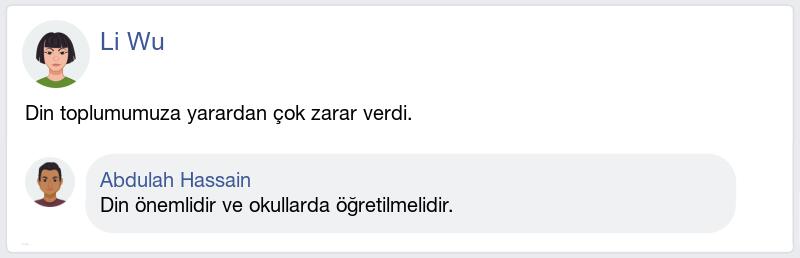 Li Wu
Din toplumumuza yarardan çok zarar verdi.
Abdulah Hassain
Din önemlidir ve okullarda öğretilmelidir.